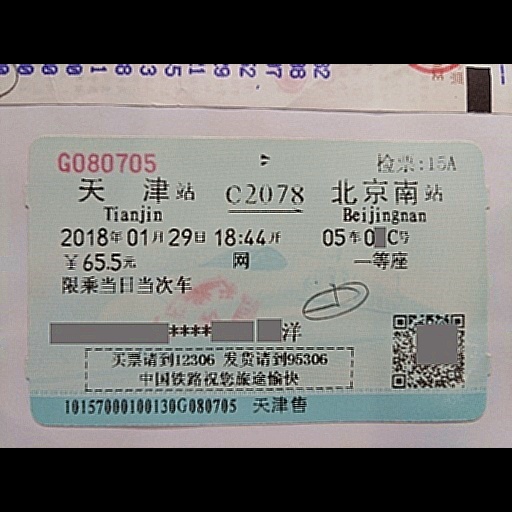 G080705 检票:15A
天津站 C2078 北京南站
Tianjin Beijingnan
2018年01月29日 18:44开 05车0 C号
￥65.5元 网 一等座
限乘当日当次车
**** 洋
买票请到12306 发货请到95306
中国铁路祝您旅途愉快
10157000100130G080705 天津售